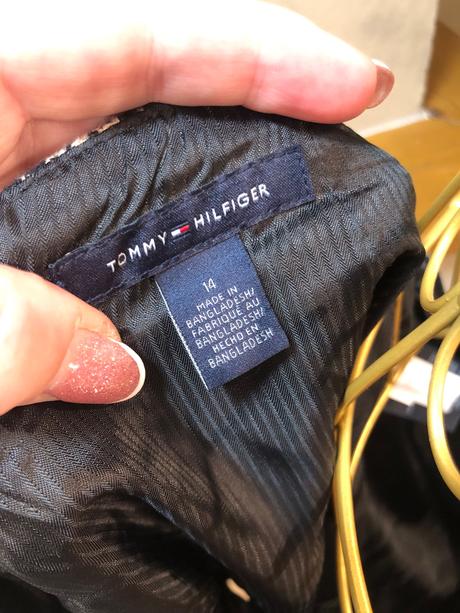 TOMMY HILFIGER
14
MADE IN
BANGLADESH/
FABRIQUE AU
BANGLADESH/
HECHO EN
BANGLADESH